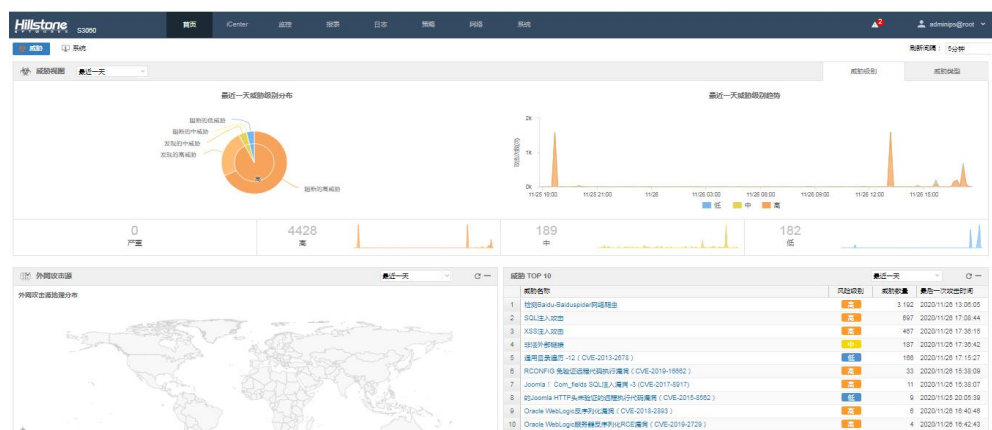 Hillstone NETWORKS S3060 首页 iCenter 监控 报表 日志 策略 网络 系统 2 adminips@root
威胁 系统 刷新间隔： 5分钟
威胁视图 最近一天 威胁级别 威胁类型
最近一天威胁级别分布 最近一天威胁级别趋势
阻断的低威胁
阻断的中威胁
发现的中威胁
发现的高威胁
高
阻断的高威胁
攻击次数(次)
2K
1K
0K
11/25 18:00 11/25 21:00 11/26 11/26 03:00 11/26 06:00 11/26 09:00 11/26 12:00 11/26 15:00
低 中 高
0 4428 189 182
严重 高 中 低
外网攻击源 最近一天 威胁 TOP 10 最近一天
外网攻击源地理分布
威胁名称 风险级别 威胁数量 最后一次攻击时间
1 检测Baidu-Baiduspider网络爬虫 高 3 192 2020/11/26 13:06:05
2 SQL注入攻击 高 697 2020/11/26 17:08:44
3 XSS注入攻击 高 467 2020/11/26 17:36:15
4 非法外部链接 中 187 2020/11/26 17:36:42
5 通用目录遍历 -12 ( CVE-2013-2678 ) 低 166 2020/11/26 17:15:27
6 RCONFIG 免验证远程代码执行漏洞 ( CVE-2019-16662 ) 高 33 2020/11/26 15:38:09
7 Joomla！ Com_fields SQL注入漏洞 -3 (CVE-2017-8917) 高 11 2020/11/26 15:38:07
8 的Joomla HTTP头未验证的远程执行代码漏洞 ( CVE-2015-8562 ) 低 9 2020/11/25 20:05:39
9 Oracle WebLogic反序列化漏洞 ( CVE-2018-2893 ) 高 6 2020/11/26 16:40:46
10 Oracle WebLogic服务器反序列化RCE漏洞 ( CVE-2019-2729 ) 高 4 2020/11/26 16:42:43